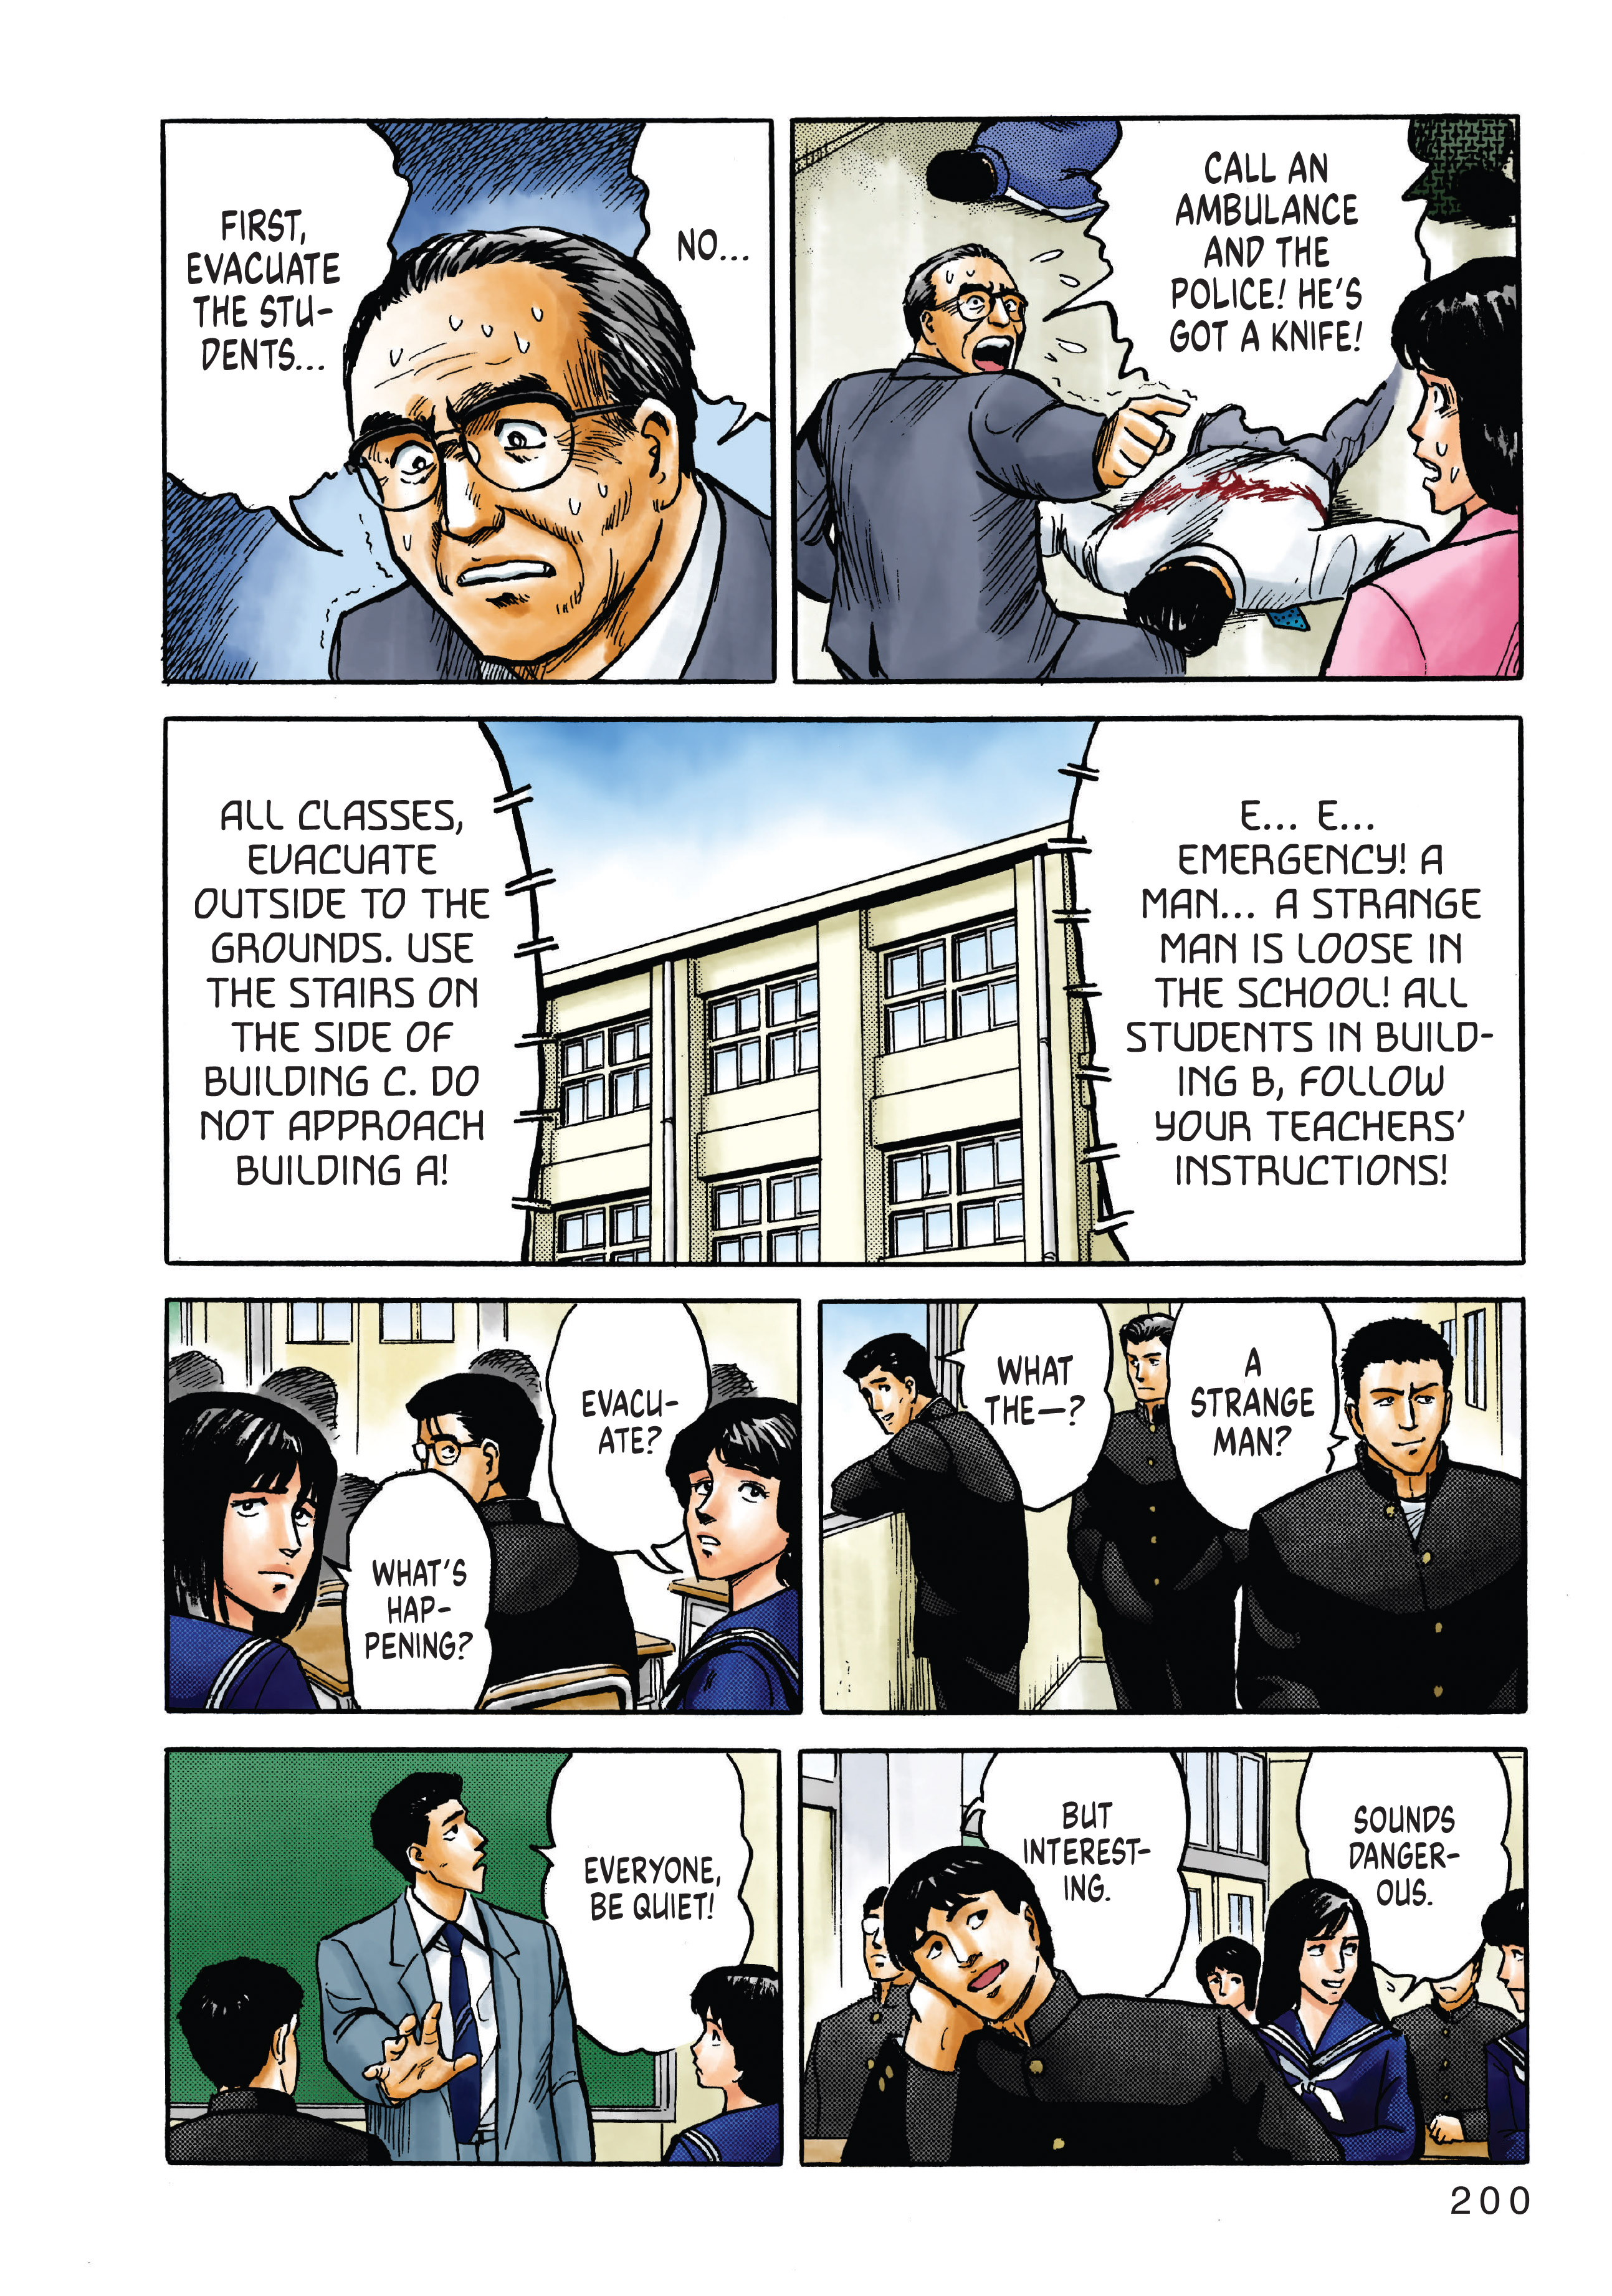 CALL AN
AMBULANCE
AND THE
POLICE! HE'S
GOT A KNIFE!
NO...
FIRST,
EVACUATE
THE STU-
DENTS...
E... E...
EMERGENCY! A
MAN... A STRANGE
MAN IS LOOSE IN
THE SCHOOL! ALL
STUDENTS IN BUILD-
ING B, FOLLOW
YOUR TEACHERS'
INSTRUCTIONS!
ALL CLASSES,
EVACUATE
OUTSIDE TO THE
GROUNDS. USE
THE STAIRS ON
THE SIDE OF
BUILDING C. DO
NOT APPROACH
BUILDING A!
A
STRANGE
MAN?
WHAT
THE—?
EVACU-
ATE?
WHAT'S
HAP-
PENING?
SOUNDS
DANGER-
OUS.
BUT
INTEREST-
ING.
EVERYONE,
BE QUIET!
200